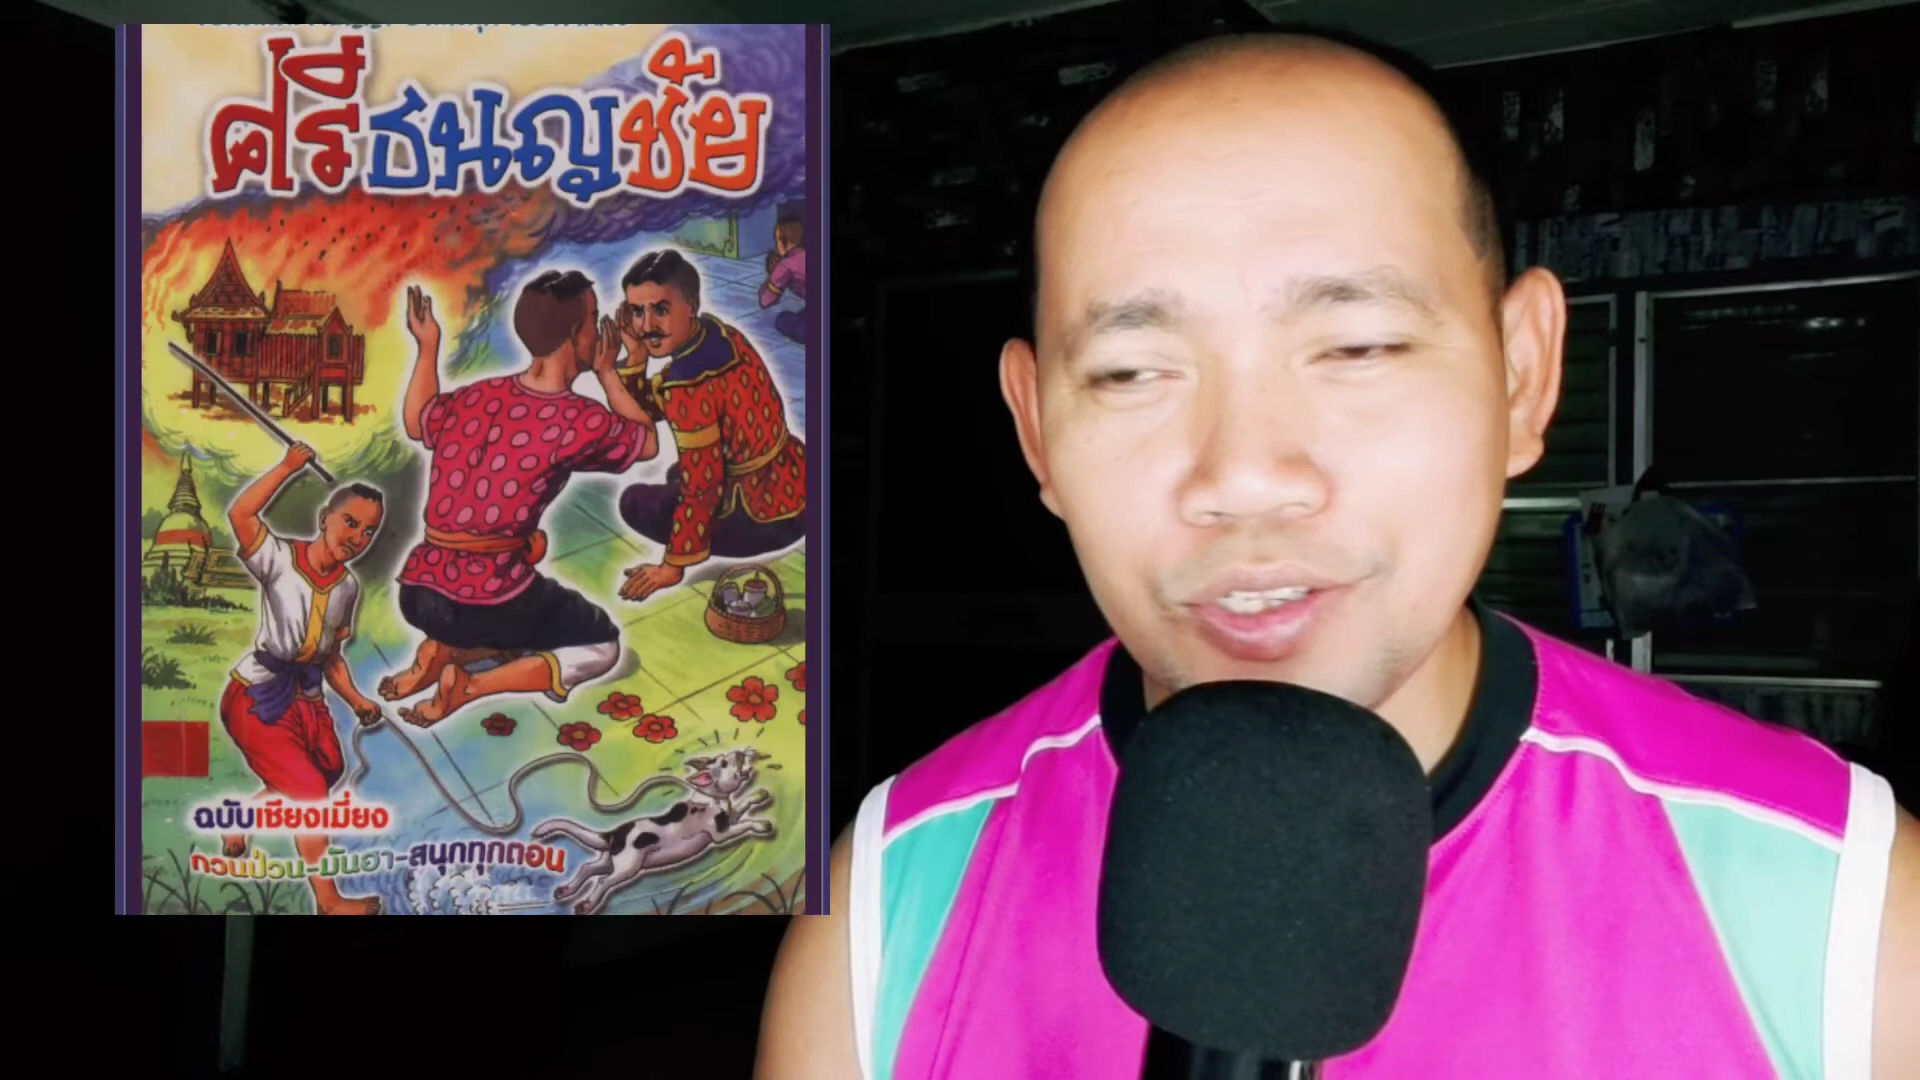 ศรีธนญชัย
ฉบับเซียงเมี่ยง
กวนป่วน-มันฮา-สนุกทุกตอน